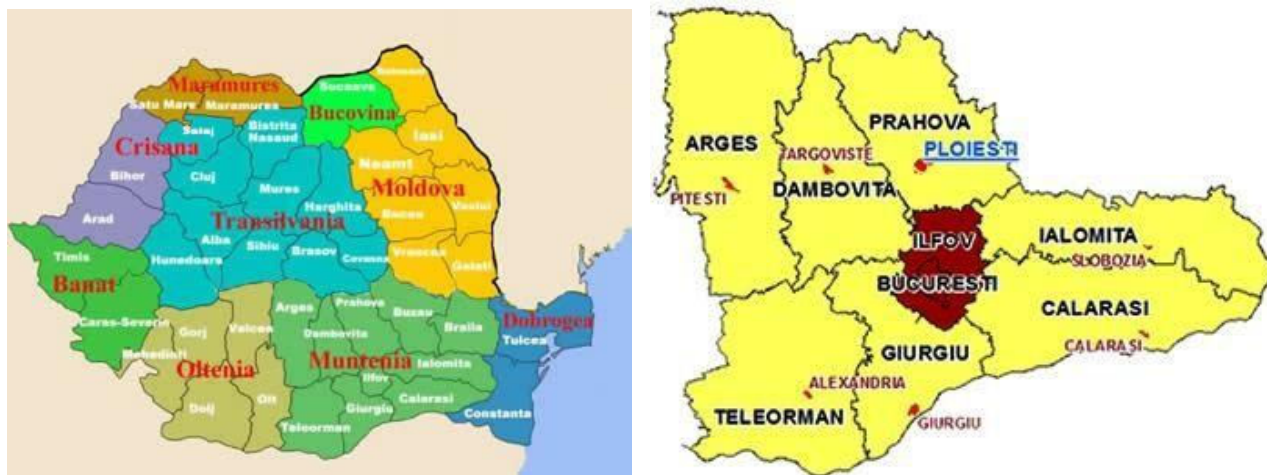 Maramures
Satu Mare
Maramures
Suceava
Bucovina
Bistrita
Nasaud
Salaj
Crisana
Iasi
Neamt
Bihor
Cluj
Mures
Moldova
Harghita
Vaslui
Arad
Transilvania
Bacau
Alba
Sibiu
Brasov
Covasna
Hunedoara
Vrancea
Galati
Timis
Banat
Caras-Severin
Gorj
Valcea
Arges
Prahova
Buzau
Braila
Dobrogea
Tulcea
Dambovita
Mehedinti
Oltenia
Muntenia
Ialomita
Ilfov
Dolj
Olt
Giurgiu
Calarasi
Constanta
Teleorman
PRAHOVA
ARGES
TARGOVISTE
PLOIESTI
PITESTI
DAMBOVITA
ILFOV
IALOMITA
SLOBOZIA
BUCURESTI
CALARASI
GIURGIU
CALARASI
ALEXANDRIA
TELEORMAN
GIURGIU